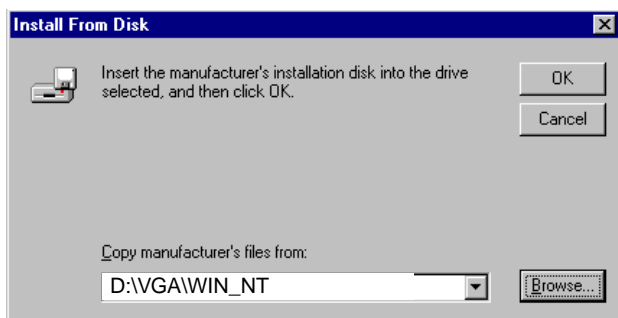 Install From Disk
Insert the manufacturer's installation disk into the drive
selected, and then click OK.
OK
Cancel
Copy manufacturer's files from:
D:\VGA\WIN_NT
Browse...